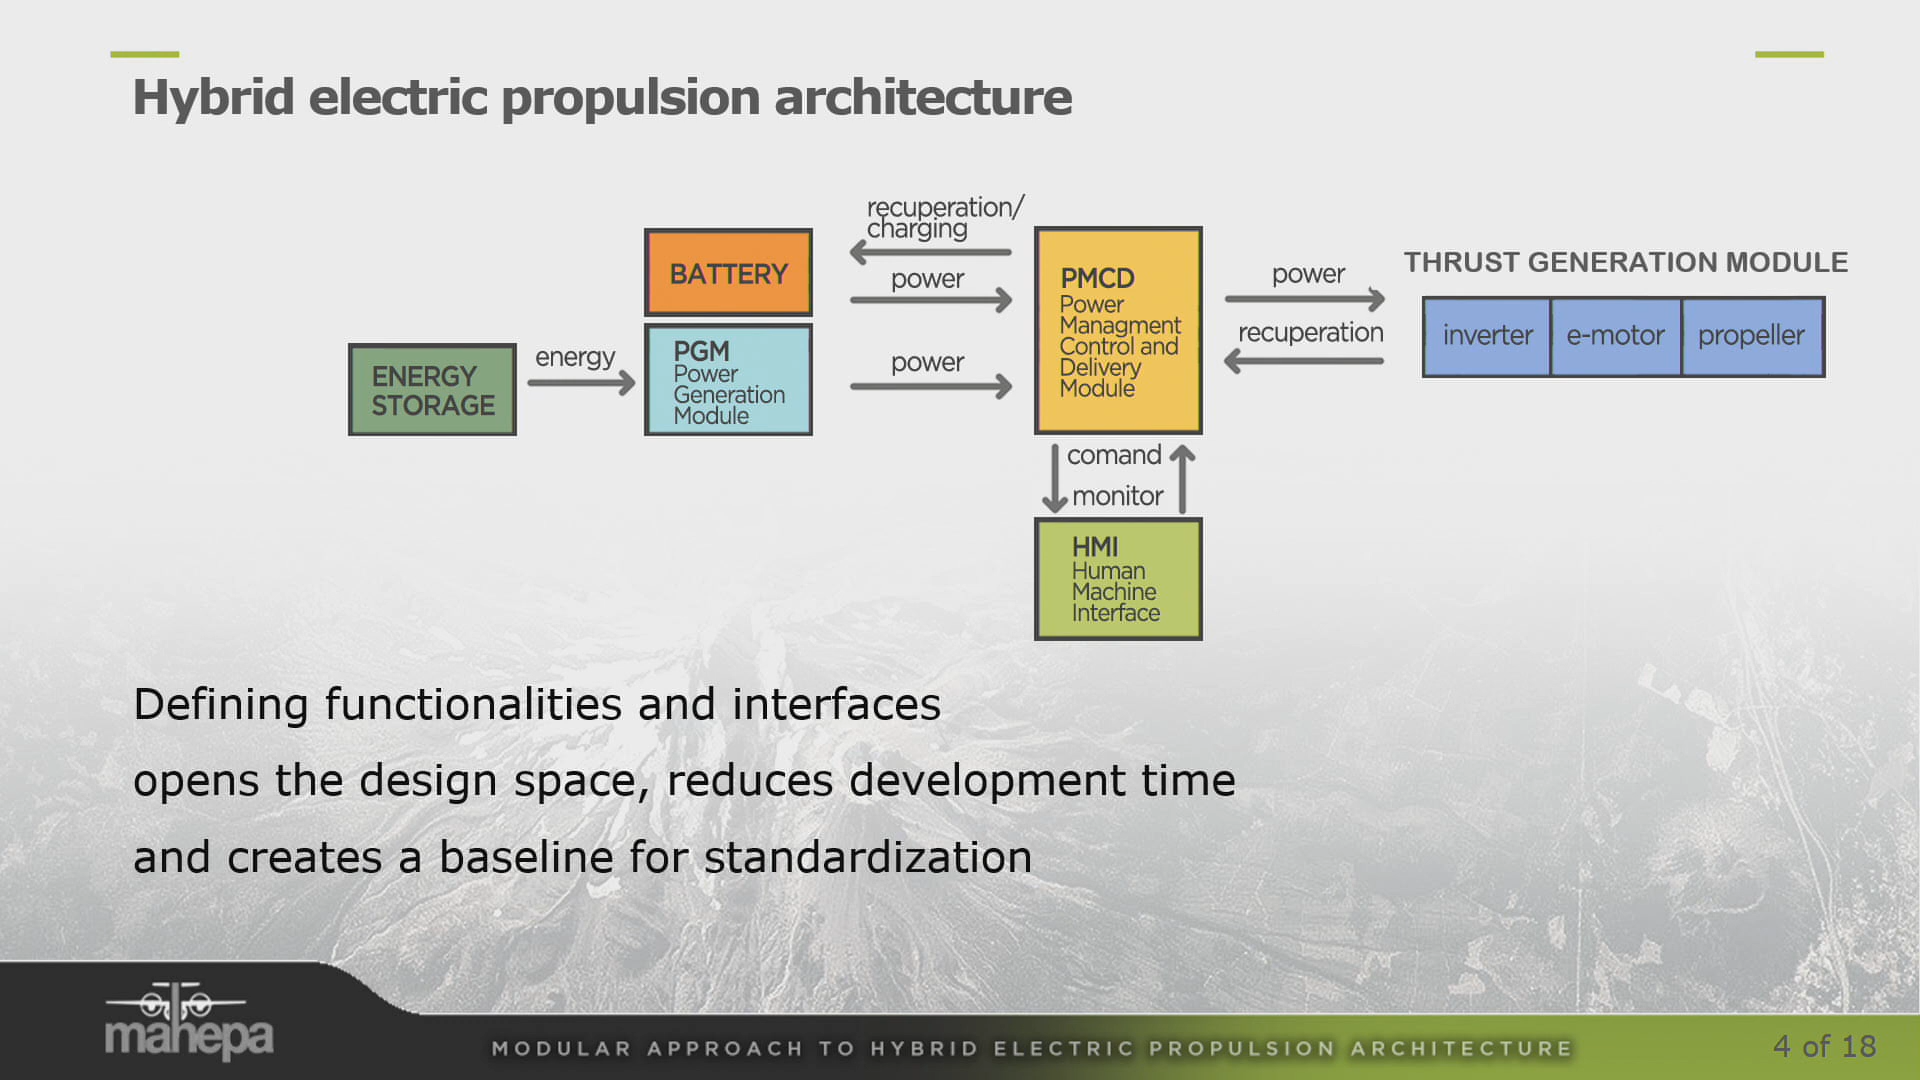 Hybrid electric propulsion architecture
recuperation/
charging
BATTERY
power
PMCD
Power
Managment
Control and
Delivery
Module
power
recuperation
THRUST GENERATION MODULE
inverter
e-motor
propeller
ENERGY
STORAGE
energy
PGM
Power
Generation
Module
power
comand
monitor
HMI
Human
Machine
Interface
Defining functionalities and interfaces
opens the design space, reduces development time
and creates a baseline for standardization
mahepa
MODULAR APPROACH TO HYBRID ELECTRIC PROPULSION ARCHITECTURE
4 of 18